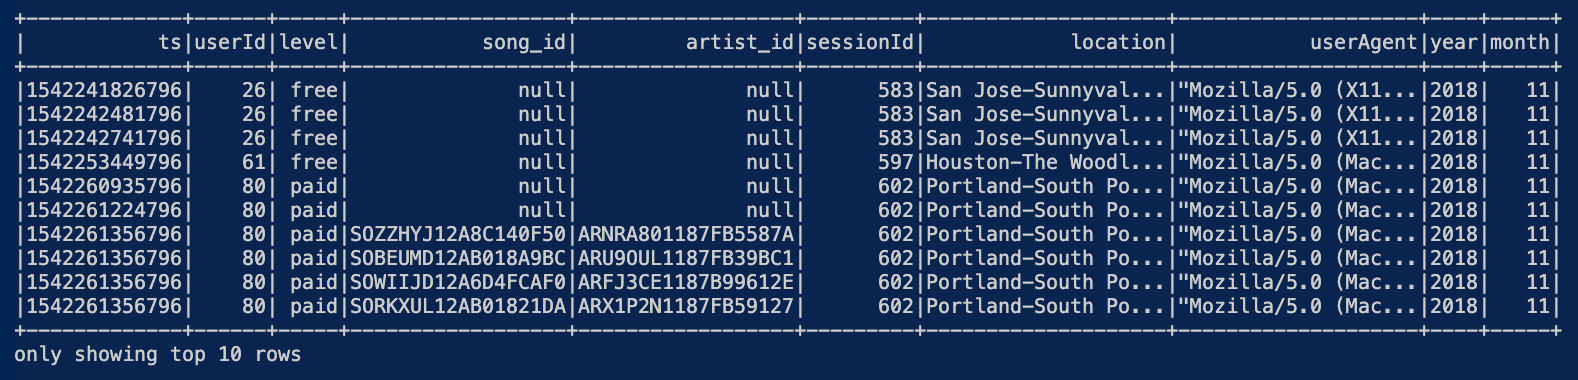 +-------------+------+-----+------------------+------------------+---------+--------------------+--------------------+----+-----+
|           ts|userId|level|           song_id|         artist_id|sessionId|            location|           userAgent|year|month|
+-------------+------+-----+------------------+------------------+---------+--------------------+--------------------+----+-----+
|1542241826796|    26| free|              null|              null|      583|San Jose-Sunnyval...|"Mozilla/5.0 (X11...|2018|   11|
|1542242481796|    26| free|              null|              null|      583|San Jose-Sunnyval...|"Mozilla/5.0 (X11...|2018|   11|
|1542242741796|    26| free|              null|              null|      583|San Jose-Sunnyval...|"Mozilla/5.0 (X11...|2018|   11|
|1542253449796|    61| free|              null|              null|      597|Houston-The Woodl...|"Mozilla/5.0 (Mac...|2018|   11|
|1542260935796|    80| paid|              null|              null|      602|Portland-South Po...|"Mozilla/5.0 (Mac...|2018|   11|
|1542261224796|    80| paid|              null|              null|      602|Portland-South Po...|"Mozilla/5.0 (Mac...|2018|   11|
|1542261356796|    80| paid|SOZZHYJ12A8C140F50|ARNRA801187FB5587A|      602|Portland-South Po...|"Mozilla/5.0 (Mac...|2018|   11|
|1542261356796|    80| paid|SOBEUMD12AB018A9BC|ARU9OUL1187FB39BC1|      602|Portland-South Po...|"Mozilla/5.0 (Mac...|2018|   11|
|1542261356796|    80| paid|SOWIIJD12A6D4FCAF0|ARFJ3CE1187B99612E|      602|Portland-South Po...|"Mozilla/5.0 (Mac...|2018|   11|
|1542261356796|    80| paid|SORKXUL12AB01821DA|ARX1P2N1187FB59127|      602|Portland-South Po...|"Mozilla/5.0 (Mac...|2018|   11|
+-------------+------+-----+------------------+------------------+---------+--------------------+--------------------+----+-----+
only showing top 10 rows